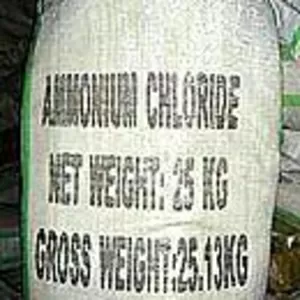 AMMONIUM CHLORIDE
NET WEIGHT: 25 KG
GROSS WEIGHT:25.13KG